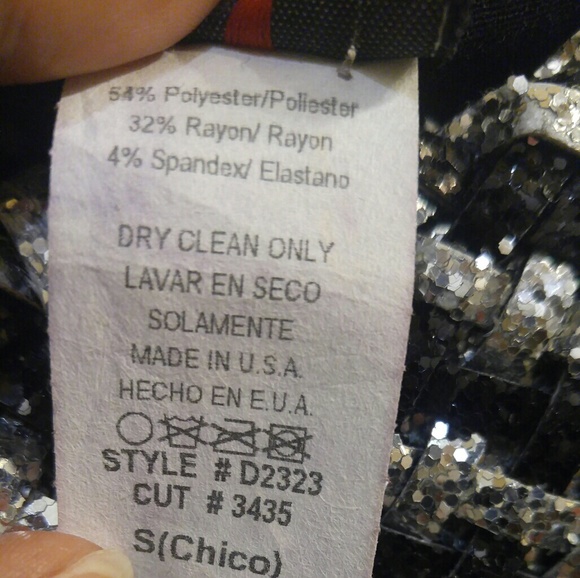 54% Polyester/Poliester
32% Rayon/ Rayon
4% Spandex/ Elastano
DRY CLEAN ONLY
LAVAR EN SECO
SOLAMENTE
MADE IN U.S.A.
HECHO EN E.U.A.
STYLE # D2323
CUT # 3435
S(Chico)